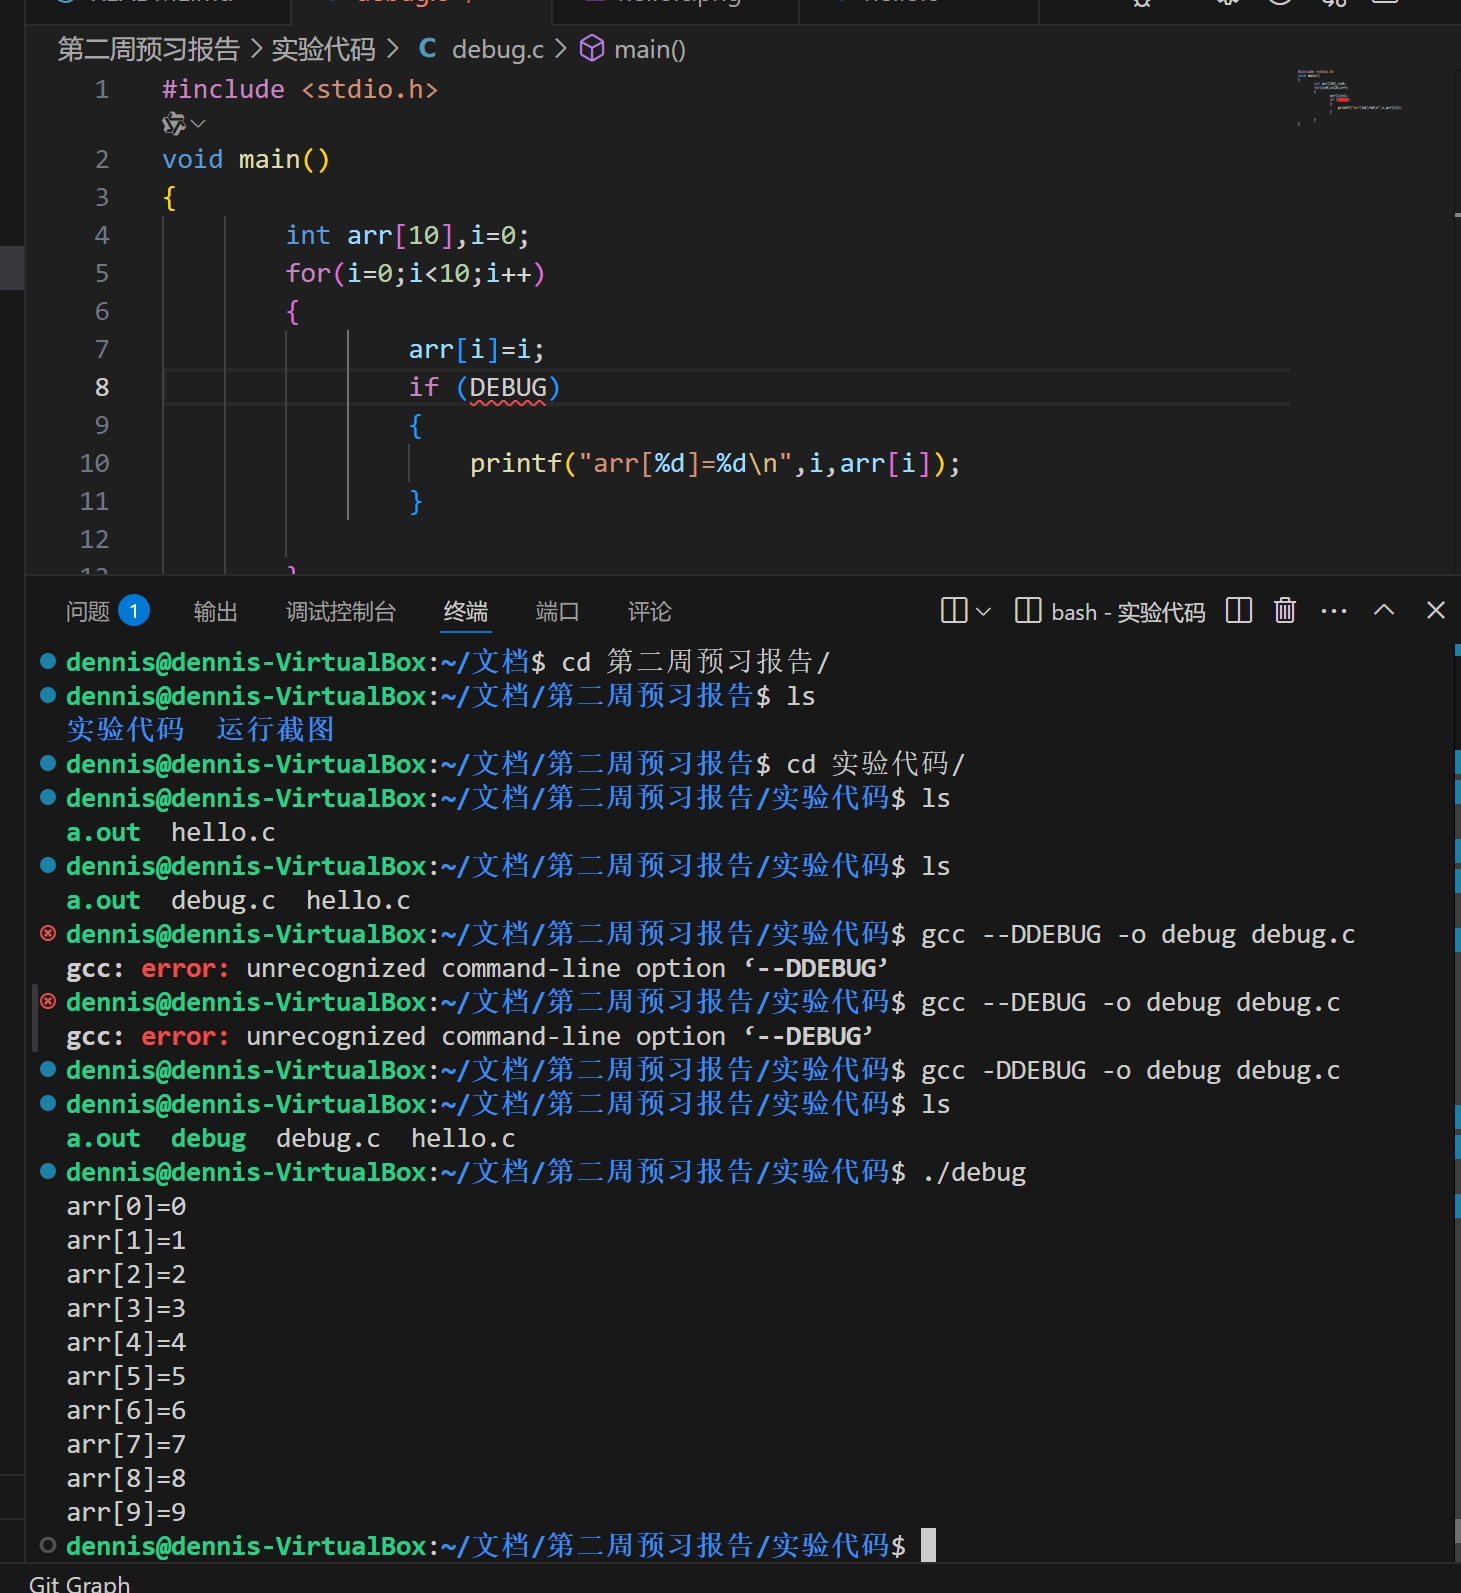 第二周预习报告 > 实验代码 > C debug.c > main()
1 #include <stdio.h>
2 void main()
3 {
4 int arr[10],i=0;
5 for(i=0;i<10;i++)
6 {
7 arr[i]=i;
8 if (DEBUG)
9 {
10 printf("arr[%d]=%d\n",i,arr[i]);
11 }
12
13 }
问题 1 输出 调试控制台 终端 端口 评论 bash - 实验代码
dennis@dennis-VirtualBox:~/文档$ cd 第二周预习报告/
dennis@dennis-VirtualBox:~/文档/第二周预习报告$ ls
实验代码 运行截图
dennis@dennis-VirtualBox:~/文档/第二周预习报告$ cd 实验代码/
dennis@dennis-VirtualBox:~/文档/第二周预习报告/实验代码$ ls
a.out hello.c
dennis@dennis-VirtualBox:~/文档/第二周预习报告/实验代码$ ls
a.out debug.c hello.c
dennis@dennis-VirtualBox:~/文档/第二周预习报告/实验代码$ gcc --DDEBUG -o debug debug.c
gcc: error: unrecognized command-line option ‘--DDEBUG’
dennis@dennis-VirtualBox:~/文档/第二周预习报告/实验代码$ gcc --DEBUG -o debug debug.c
gcc: error: unrecognized command-line option ‘--DEBUG’
dennis@dennis-VirtualBox:~/文档/第二周预习报告/实验代码$ gcc -DDEBUG -o debug debug.c
dennis@dennis-VirtualBox:~/文档/第二周预习报告/实验代码$ ls
a.out debug debug.c hello.c
dennis@dennis-VirtualBox:~/文档/第二周预习报告/实验代码$ ./debug
arr[0]=0
arr[1]=1
arr[2]=2
arr[3]=3
arr[4]=4
arr[5]=5
arr[6]=6
arr[7]=7
arr[8]=8
arr[9]=9
dennis@dennis-VirtualBox:~/文档/第二周预习报告/实验代码$
Git Graph